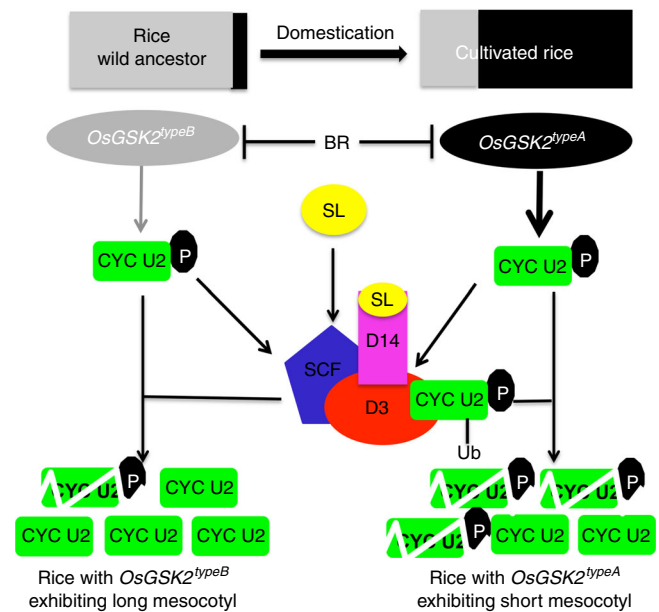 Rice
wild ancestor
Domestication
Cultivated rice
OsGSK2typeB
BR
OsGSK2typeA
SL
CYC U2
P
CYC U2
P
SL
D14
SCF
D3
CYC U2
P
Ub
CYC U2
P
CYC U2
CYC U2
CYC U2
CYC U2
CYC U2
P
CYC U2
P
CYC U2
P
CYC U2
CYC U2
Rice with OsGSK2typeB
exhibiting long mesocotyl
Rice with OsGSK2typeA
exhibiting short mesocotyl